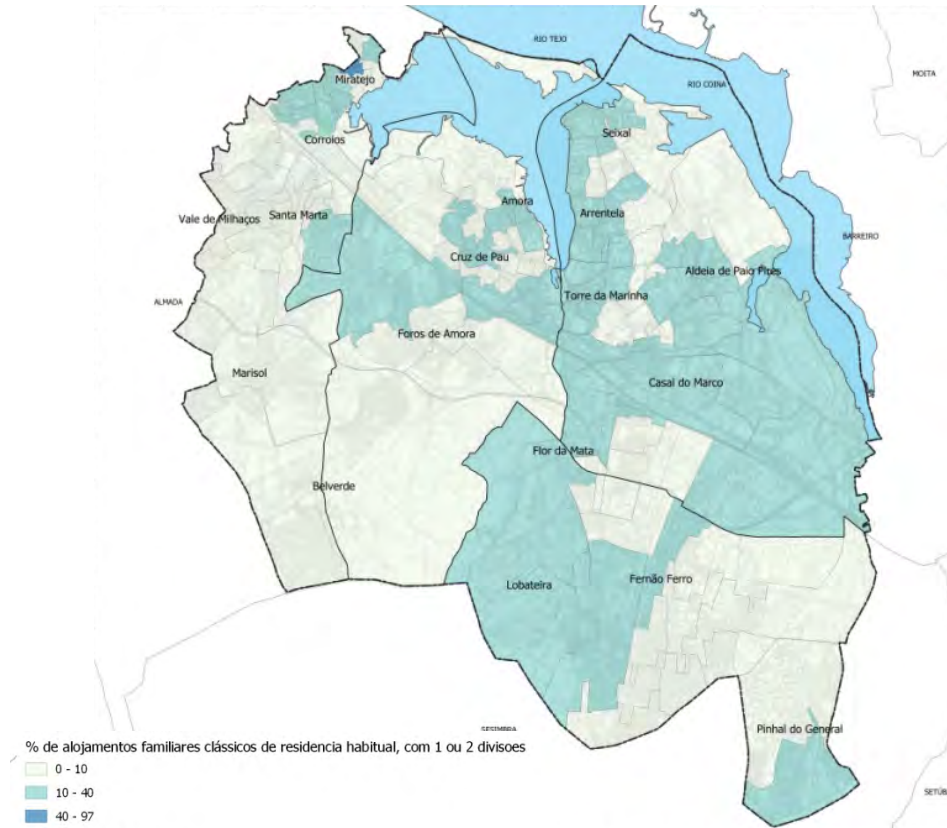 RIO TEJO
MOITA
Miratejo
RIO COINA
Seixal
Corroios
Amora
Vale de Milhaços
Santa Marta
Arrentela
BARREIRO
Cruz de Pau
Aldeia de Paio Pires
ALMADA
Torre da Marinha
Foros de Amora
Marisol
Casal do Marco
Flor da Mata
Belverde
Lobateira
Fernão Ferro
SESIMBRA
Pinhal do General
% de alojamentos familiares clássicos de residencia habitual, com 1 ou 2 divisoes
0 - 10
10 - 40
40 - 97
SETÚB